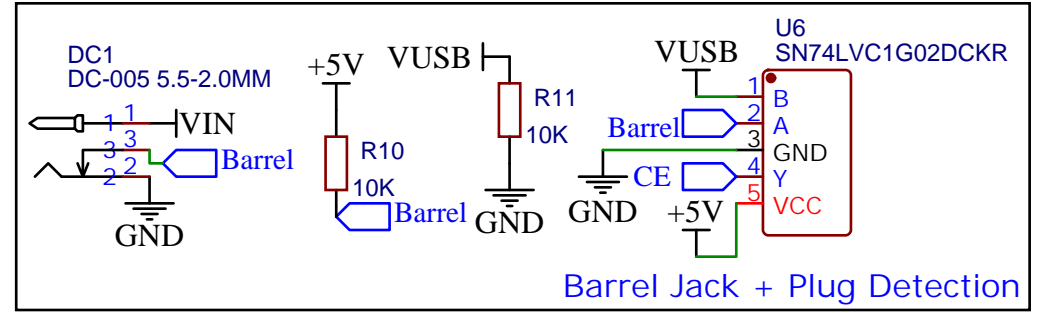 DC1
DC-005 5.5-2.0MM
1
1
VIN
3
3
Barrel
2
2
GND
+5V
R10
10K
Barrel
VUSB
R11
10K
GND
U6
SN74LVC1G02DCKR
VUSB
1
B
Barrel
2
A
3
GND
GND
CE
4
Y
+5V
5
VCC
Barrel Jack + Plug Detection